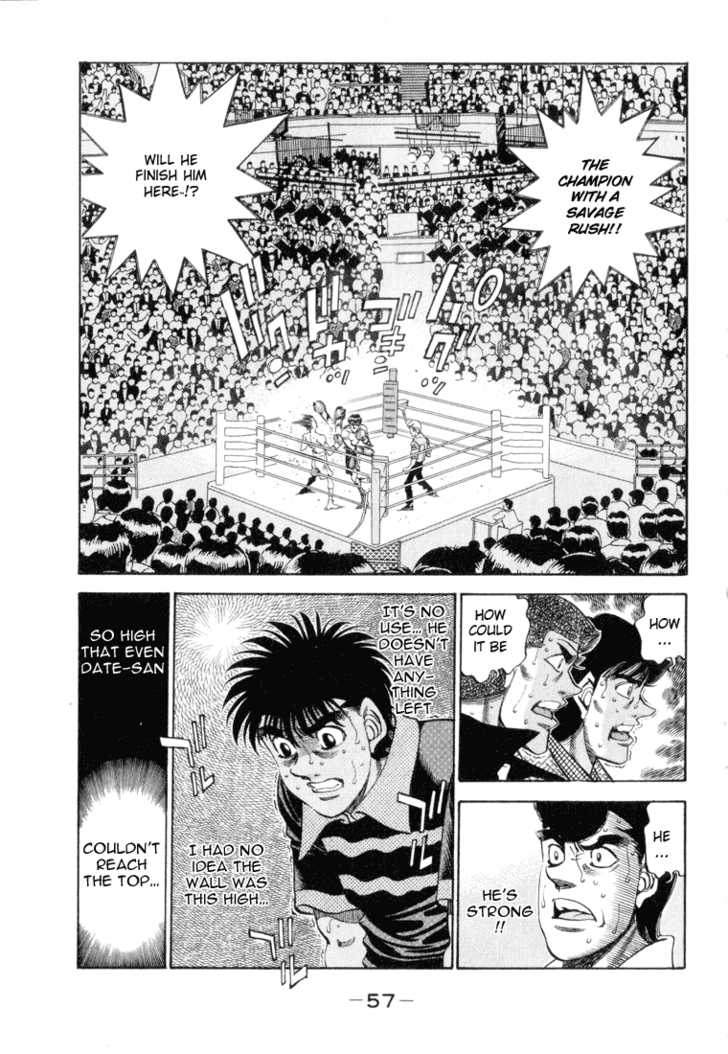 THE
CHAMPION
WITH A
SAVAGE
RUSH!!
WILL HE
FINISH HIM
HERE~!?
HOW
...
HOW
COULD
IT BE
HE
...
HE'S
STRONG
!!
IT'S NO
USE... HE
DOESN'T
HAVE
ANY-
THING
LEFT
I HAD NO
IDEA THE
WALL WAS
THIS HIGH...
SO HIGH
THAT EVEN
DATE-SAN
COULDN'T
REACH
THE TOP...
—57—